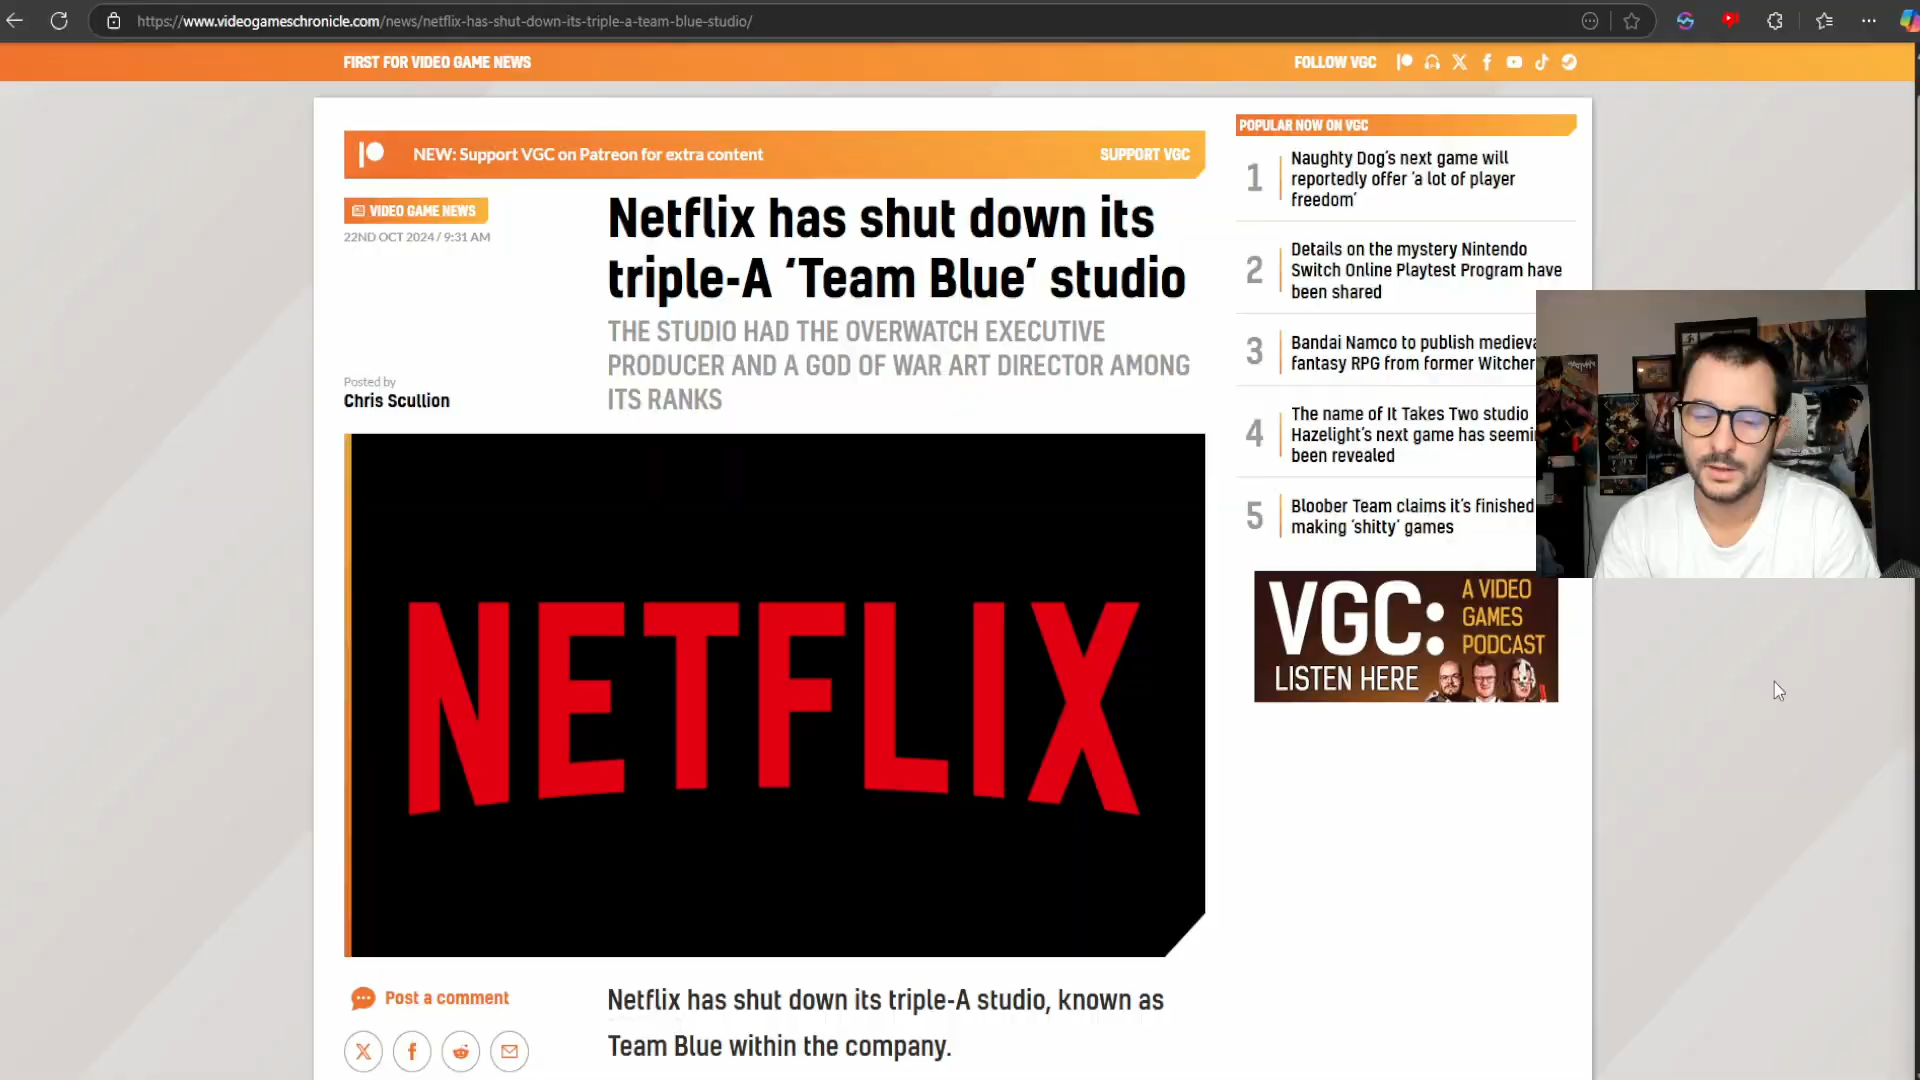 https://www.videogameschronicle.com/news/netflix-has-shut-down-its-triple-a-team-blue-studio/
FIRST FOR VIDEO GAME NEWS
FOLLOW VGC
NEW: Support VGC on Patreon for extra content
SUPPORT VGC
VIDEO GAME NEWS
22ND OCT 2024 / 9:31 AM
Netflix has shut down its
triple-A ‘Team Blue’ studio
THE STUDIO HAD THE OVERWATCH EXECUTIVE
PRODUCER AND A GOD OF WAR ART DIRECTOR AMONG
ITS RANKS
Posted by
Chris Scullion
NETFLIX
Post a comment
Netflix has shut down its triple-A studio, known as
Team Blue within the company.
POPULAR NOW ON VGC
1
Naughty Dog’s next game will
reportedly offer ‘a lot of player
freedom’
2
Details on the mystery Nintendo
Switch Online Playtest Program have
been shared
3
Bandai Namco to publish medieva
fantasy RPG from former Witcher
4
The name of It Takes Two studio
Hazelight’s next game has seemi
been revealed
5
Bloober Team claims it’s finished
making ‘shitty’ games
VGC:
A VIDEO
GAMES
PODCAST
LISTEN HERE